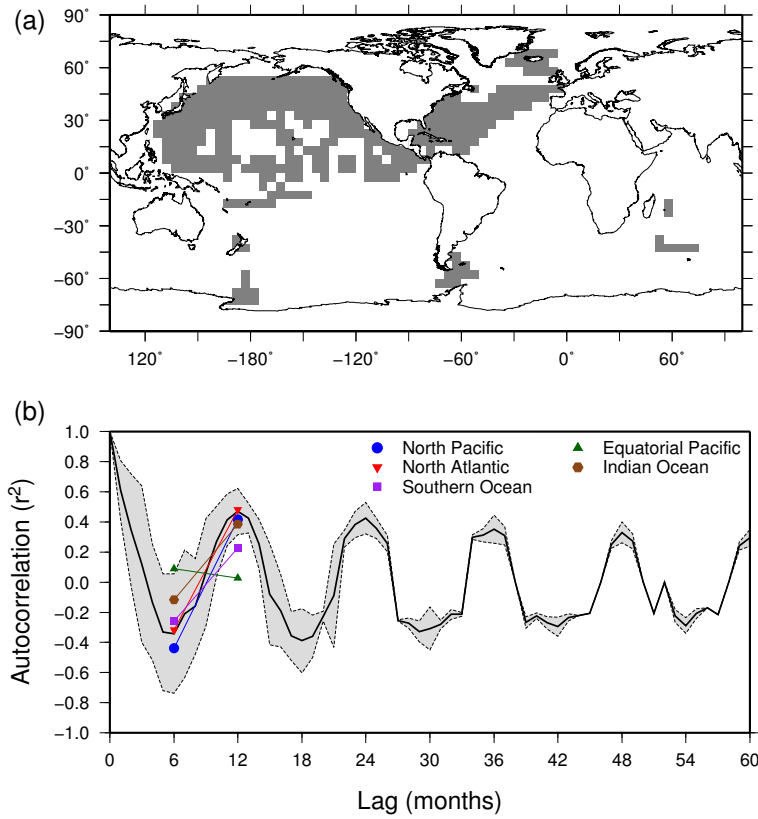 (a)
90˚
60˚
30˚
0˚
−30˚
−60˚
−90˚
120˚ −180˚ −120˚ −60˚ 0˚ 60˚
(b)
1.0
0.8
0.6
0.4
0.2
0.0
−0.2
−0.4
−0.6
−0.8
−1.0
Autocorrelation (r²)
North Pacific Equatorial Pacific
North Atlantic Indian Ocean
Southern Ocean
0 6 12 18 24 30 36 42 48 54 60
Lag (months)